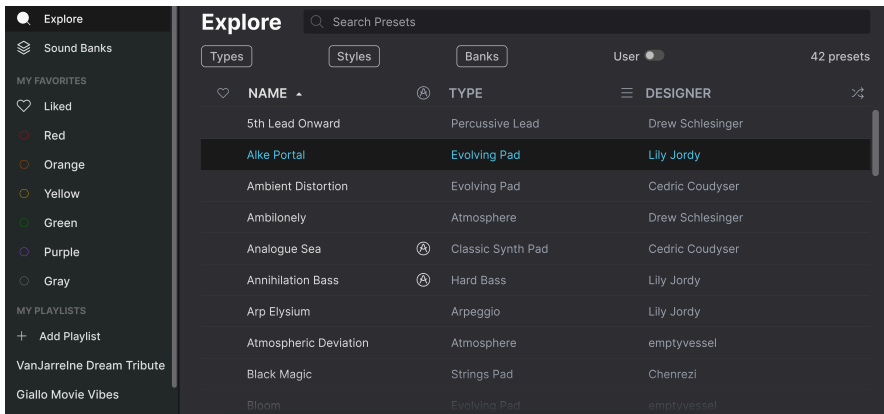 Explore
Sound Banks
MY FAVORITES
Liked
Red
Orange
Yellow
Green
Purple
Gray
MY PLAYLISTS
+ Add Playlist
VanJarrelne Dream Tribute
Giallo Movie Vibes
Explore Search Presets
Types Styles Banks User 42 presets
NAME TYPE DESIGNER
5th Lead Onward Percussive Lead Drew Schlesinger
Alke Portal Evolving Pad Lily Jordy
Ambient Distortion Evolving Pad Cedric Coudyser
Ambilonely Atmosphere Drew Schlesinger
Analogue Sea Classic Synth Pad Cedric Coudyser
Annihilation Bass Hard Bass Lily Jordy
Arp Elysium Arpeggio Lily Jordy
Atmospheric Deviation Atmosphere emptyvessel
Black Magic Strings Pad Chenrezi
Bloom Evolving Pad emptyvessel